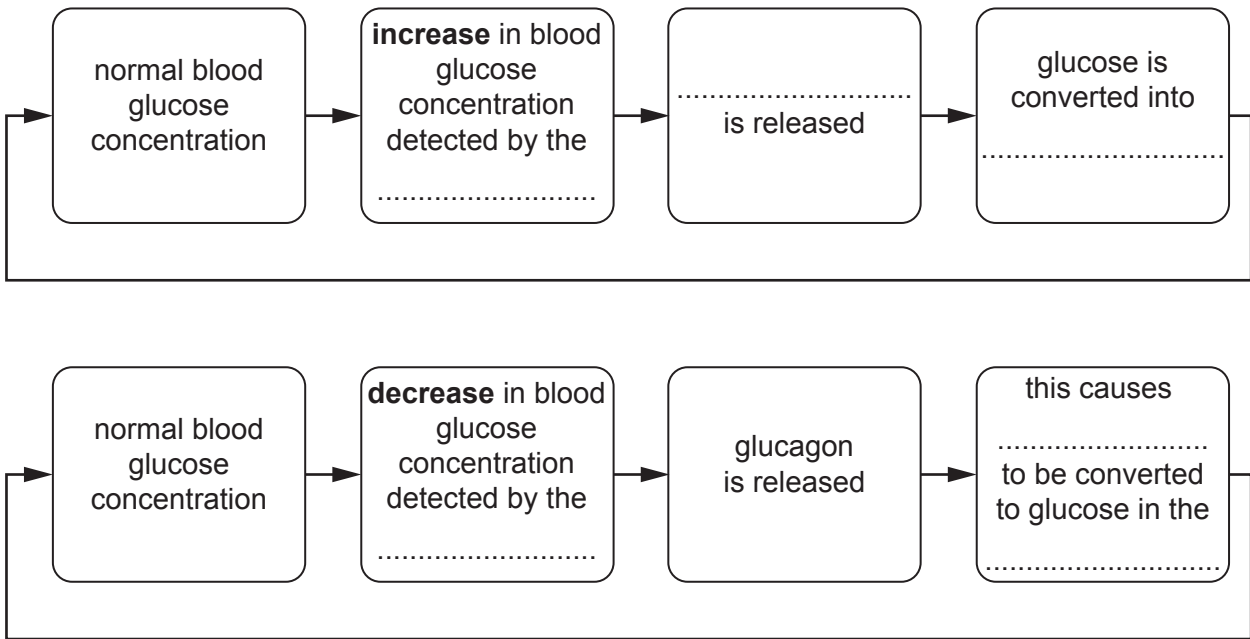 normal blood
glucose
concentration
increase in blood
glucose
concentration
detected by the
...........................
.............................
is released
glucose is
converted into
..............................
normal blood
glucose
concentration
decrease in blood
glucose
concentration
detected by the
...........................
glucagon
is released
this causes
..........................
to be converted
to glucose in the
.............................